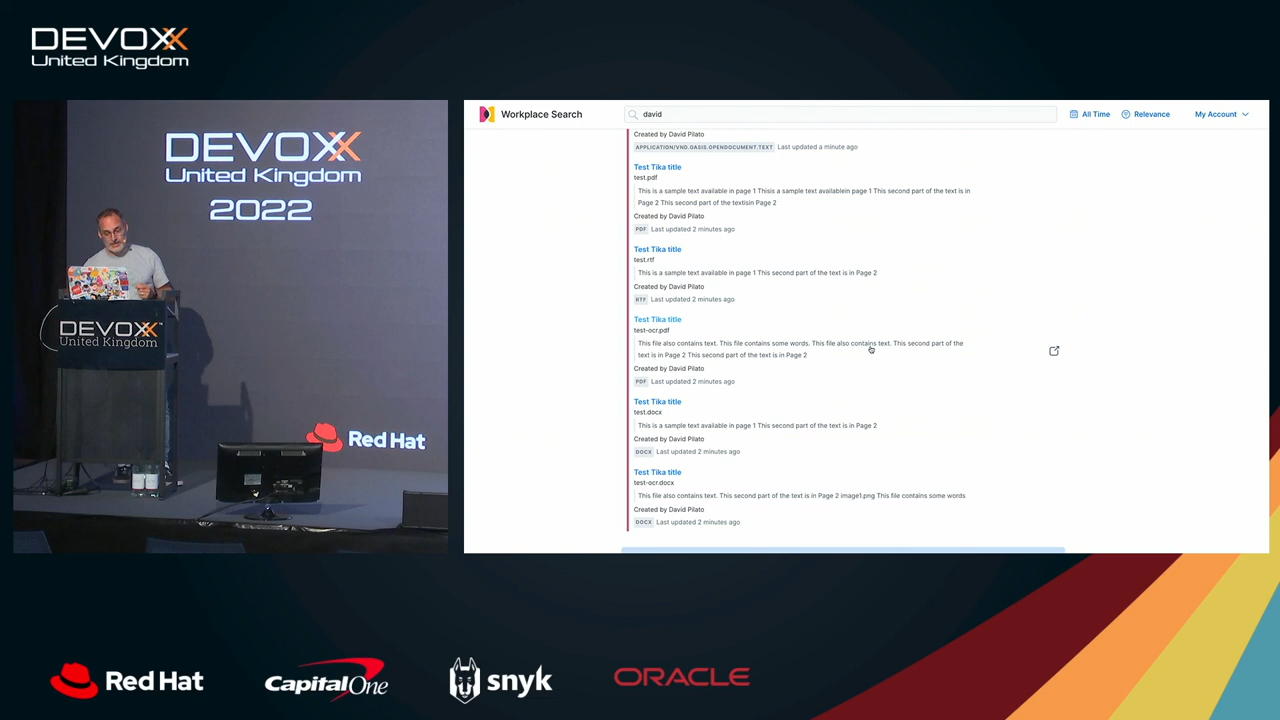 DEVOXX
United Kingdom
DEVOXX
United Kingdom
2022
DEVOXX
United Kingdom
Red Hat
Workplace Search
david
All Time
Relevance
My Account
Created by David Pilato
APPLICATION/VND.OASIS.OPENDOCUMENT.TEXT Last updated a minute ago
Test Tika title
test.pdf
This is a sample text available in page 1 Thisis a sample text availablein page 1 This second part of the text is in
Page 2 This second part of the textisin Page 2
Created by David Pilato
PDF Last updated 2 minutes ago
Test Tika title
test.rtf
This is a sample text available in page 1 This second part of the text is in Page 2
Created by David Pilato
RTF Last updated 2 minutes ago
Test Tika title
test-ocr.pdf
This file also contains text. This file contains some words. This file also contains text. This second part of the
text is in Page 2 This second part of the text is in Page 2
Created by David Pilato
PDF Last updated 2 minutes ago
Test Tika title
test.docx
This is a sample text available in page 1 This second part of the text is in Page 2
Created by David Pilato
DOCX Last updated 2 minutes ago
Test Tika title
test-ocr.docx
This file also contains text. This second part of the text is in Page 2 image1.png This file contains some words
Created by David Pilato
DOCX Last updated 2 minutes ago
Red Hat
Capital One
snyk
ORACLE